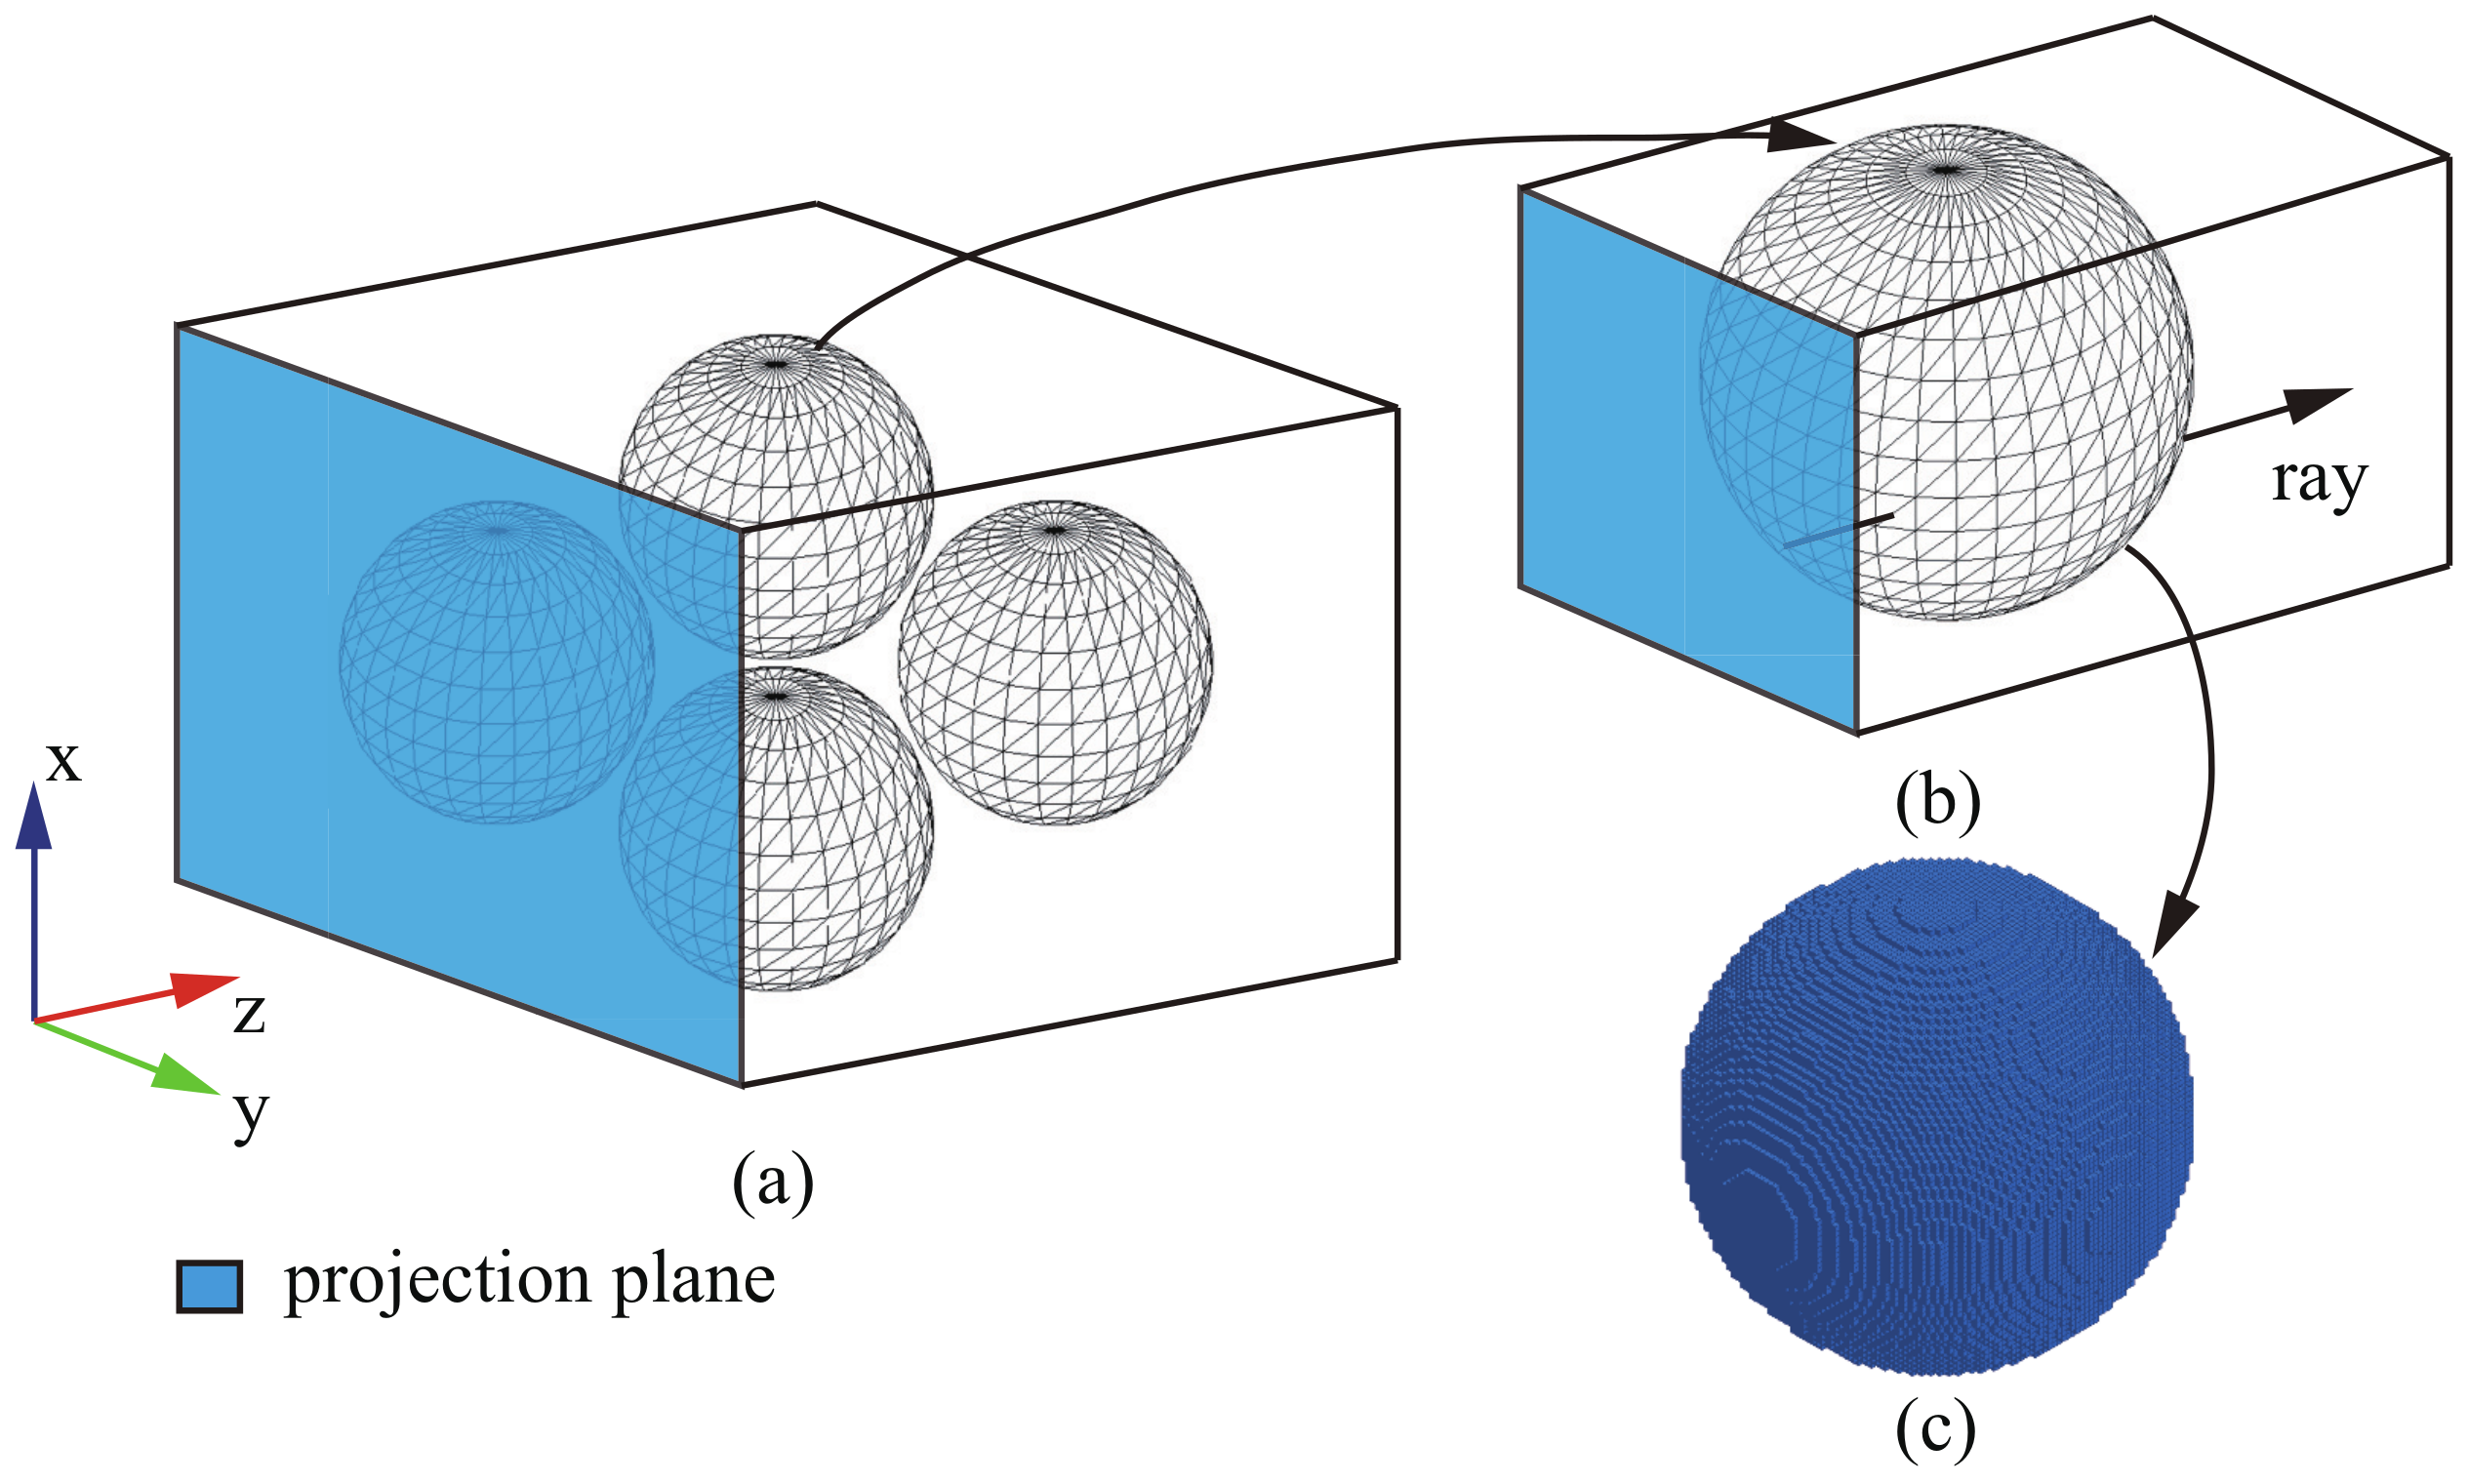 x
z
y
(a)
projection plane
ray
(b)
(c)